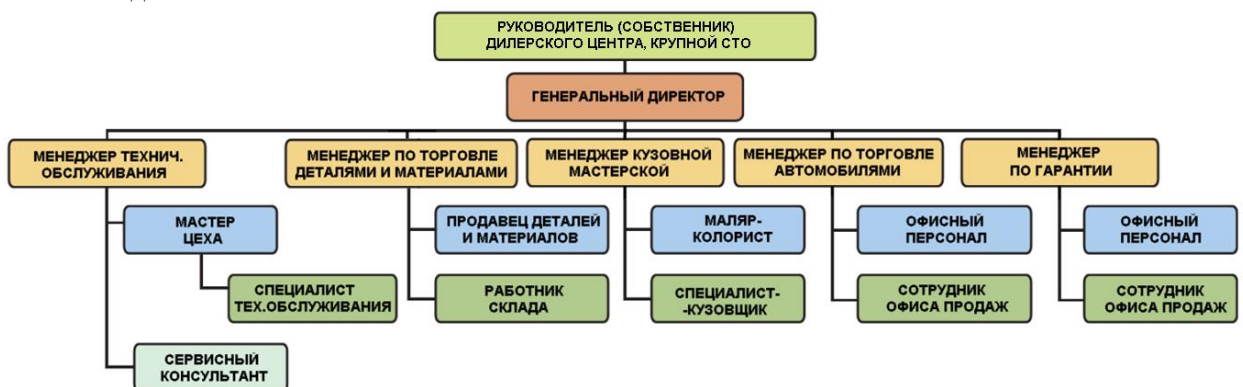 РУКОВОДИТЕЛЬ (СОБСТВЕННИК)
ДИЛЕРСКОГО ЦЕНТРА, КРУПНОЙ СТО
ГЕНЕРАЛЬНЫЙ ДИРЕКТОР
МЕНЕДЖЕР ТЕХНИЧ.
ОБСЛУЖИВАНИЯ
МЕНЕДЖЕР ПО ТОРГОВЛЕ
ДЕТАЛЯМИ И МАТЕРИАЛАМИ
МЕНЕДЖЕР КУЗОВНОЙ
МАСТЕРСКОЙ
МЕНЕДЖЕР ПО ТОРГОВЛЕ
АВТОМОБИЛЯМИ
МЕНЕДЖЕР
ПО ГАРАНТИИ
МАСТЕР
ЦЕХА
ПРОДАВЕЦ ДЕТАЛЕЙ
И МАТЕРИАЛОВ
МАЛЯР-
КОЛОРИСТ
ОФИСНЫЙ
ПЕРСОНАЛ
ОФИСНЫЙ
ПЕРСОНАЛ
СПЕЦИАЛИСТ
ТЕХ.ОБСЛУЖИВАНИЯ
РАБОТНИК
СКЛАДА
СПЕЦИАЛИСТ-
-КУЗОВЩИК
СОТРУДНИК
ОФИСА ПРОДАЖ
СОТРУДНИК
ОФИСА ПРОДАЖ
СЕРВИСНЫЙ
КОНСУЛЬТАНТ